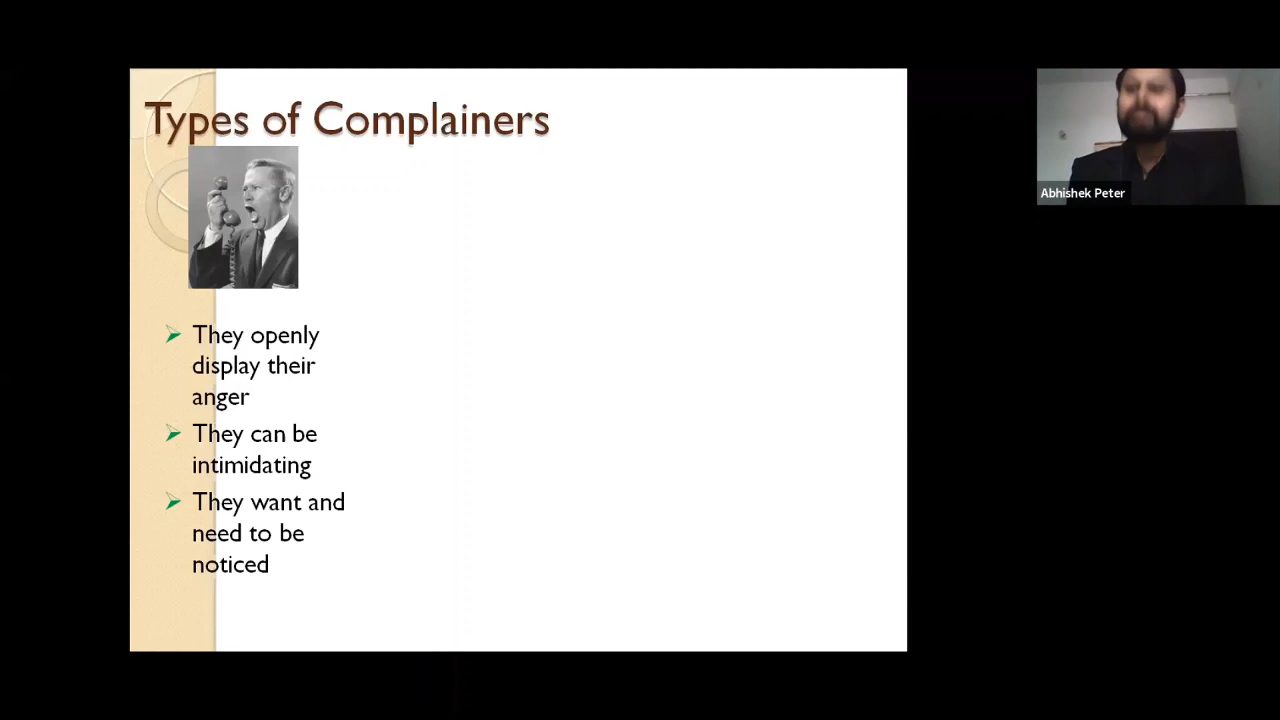 Types of Complainers
They openly
display their
anger
They can be
intimidating
They want and
need to be
noticed
Abhishek Peter